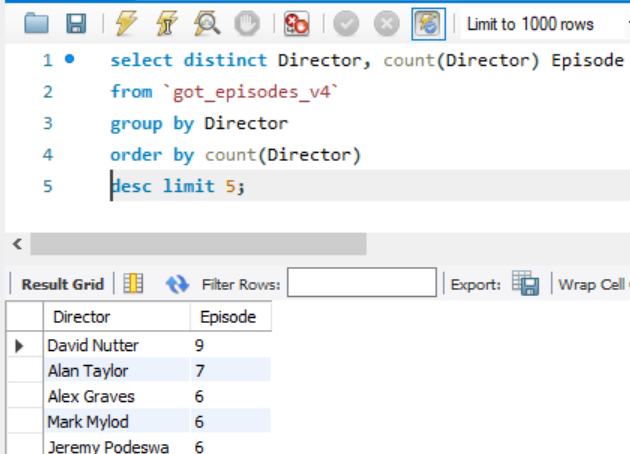 Limit to 1000 rows
1 select distinct Director, count(Director) Episode
2 from `got_episodes_v4`
3 group by Director
4 order by count(Director)
5 desc limit 5;
Result Grid Filter Rows: Export: Wrap Cell
Director Episode
David Nutter 9
Alan Taylor 7
Alex Graves 6
Mark Mylod 6
Jeremy Podeswa 6